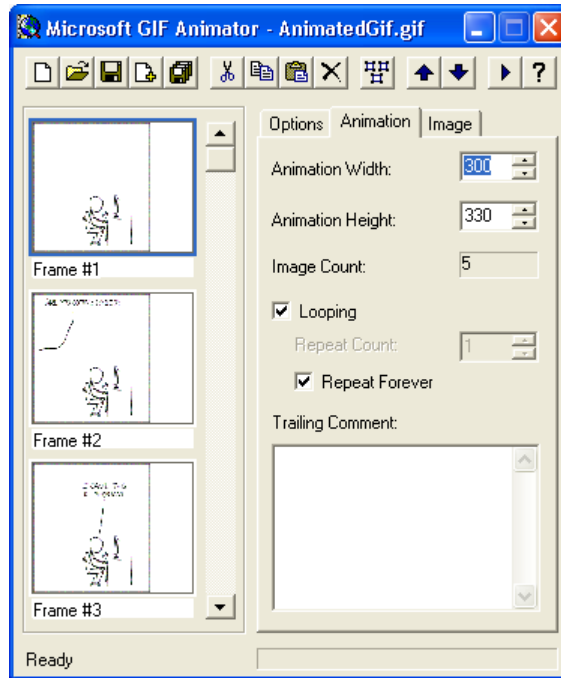 Microsoft GIF Animator - AnimatedGif.gif
Options Animation Image
Animation Width: 300
Animation Height: 330
Image Count: 5
Looping
Repeat Count: 1
Repeat Forever
Trailing Comment:
Frame #1
Frame #2
Frame #3
Ready